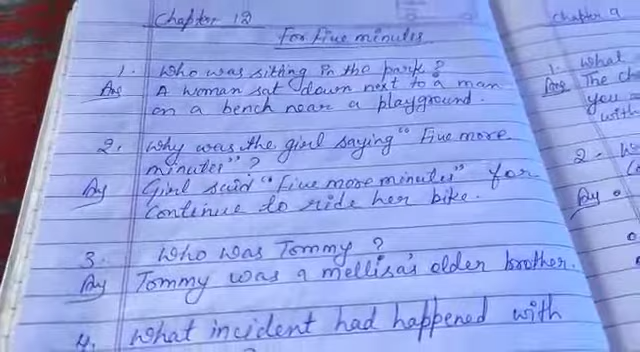 Chapter 12
For Five minutes
1. Who was sitting in the park?
Ans A woman sat down next to a man
on a bench near a playground.
2. Why was the girl saying "Five more
minutes"?
Ans Girl said "Five more minutes" for
continue to ride her bike.
3. Who was Tommy?
Ans Tommy was a mellisa's older brother.
4. What incident had happened with
Chapter 9
1. What
Ans The
you
with
2.
Ans